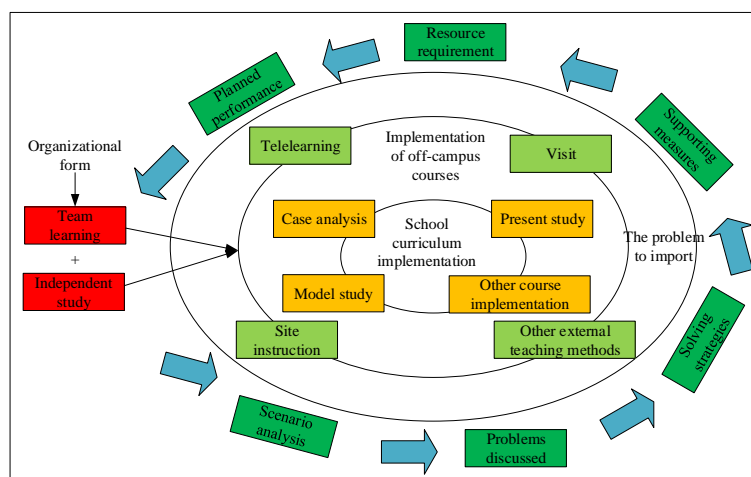 Resource
requirement
Planned
performance
Supporting
measures
Organizational
form
Team
learning
+
Independent study
Telelearning
Implementation
of off-campus
courses
Visit
Case analysis
School
curriculum
implementation
Present study
Model study
Other course
implementation
The problem
to import
Site
instruction
Other external
teaching methods
Solving
strategies
Scenario
analysis
Problems
discussed